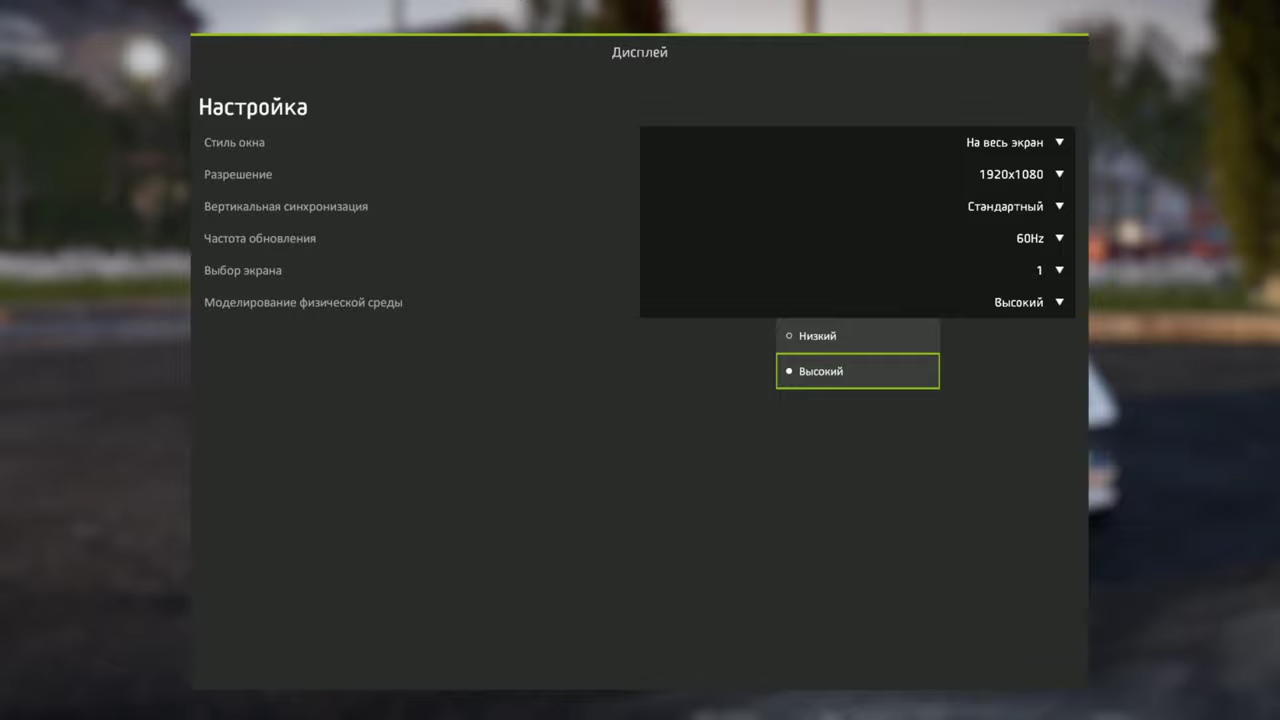 Дисплей
Настройка
Стиль окна На весь экран
Разрешение 1920x1080
Вертикальная синхронизация Стандартный
Частота обновления 60Hz
Выбор экрана 1
Моделирование физической среды Высокий
Низкий
Высокий